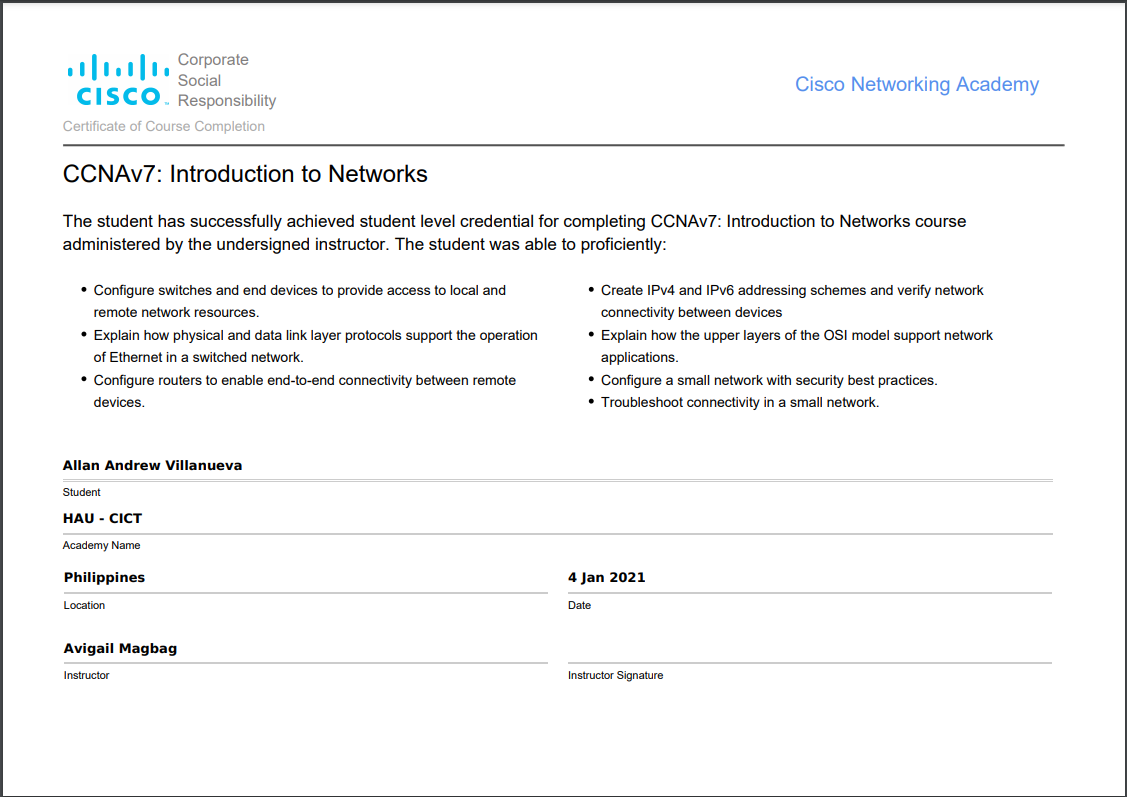 Corporate
Social
Responsibility
CISCO
Cisco Networking Academy
Certificate of Course Completion
CCNAv7: Introduction to Networks
The student has successfully achieved student level credential for completing CCNAv7: Introduction to Networks course
administered by the undersigned instructor. The student was able to proficiently:
• Configure switches and end devices to provide access to local and
remote network resources.
• Explain how physical and data link layer protocols support the operation
of Ethernet in a switched network.
• Configure routers to enable end-to-end connectivity between remote
devices.
• Create IPv4 and IPv6 addressing schemes and verify network
connectivity between devices
• Explain how the upper layers of the OSI model support network
applications.
• Configure a small network with security best practices.
• Troubleshoot connectivity in a small network.
Allan Andrew Villanueva
Student
HAU - CICT
Academy Name
Philippines
Location
4 Jan 2021
Date
Avigail Magbag
Instructor
Instructor Signature